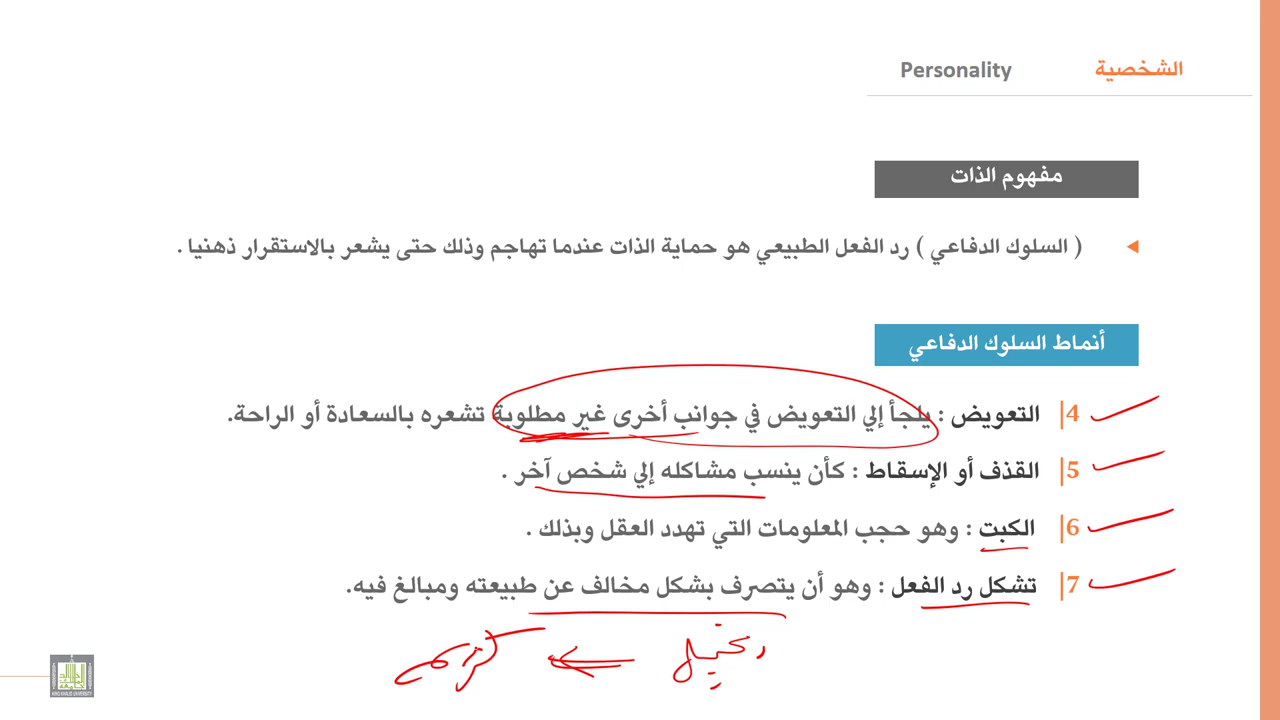 الشخصية Personality
مفهوم الذات
( السلوك الدفاعي ) رد الفعل الطبيعي هو حماية الذات عندما تهاجم وذلك حتى يشعر بالاستقرار ذهنيا .
أنماط السلوك الدفاعي
4| التعويض : يلجأ إلي التعويض في جوانب أخرى غير مطلوبة تشعره بالسعادة أو الراحة.
5| القذف أو الإسقاط : كأن ينسب مشاكله إلي شخص آخر .
6| الكبت : وهو حجب المعلومات التي تهدد العقل وبذلك .
7| تشكل رد الفعل : وهو أن يتصرف بشكل مخالف عن طبيعته ومبالغ فيه.
بخيل ← كريم
KING KHALID UNIVERSITY